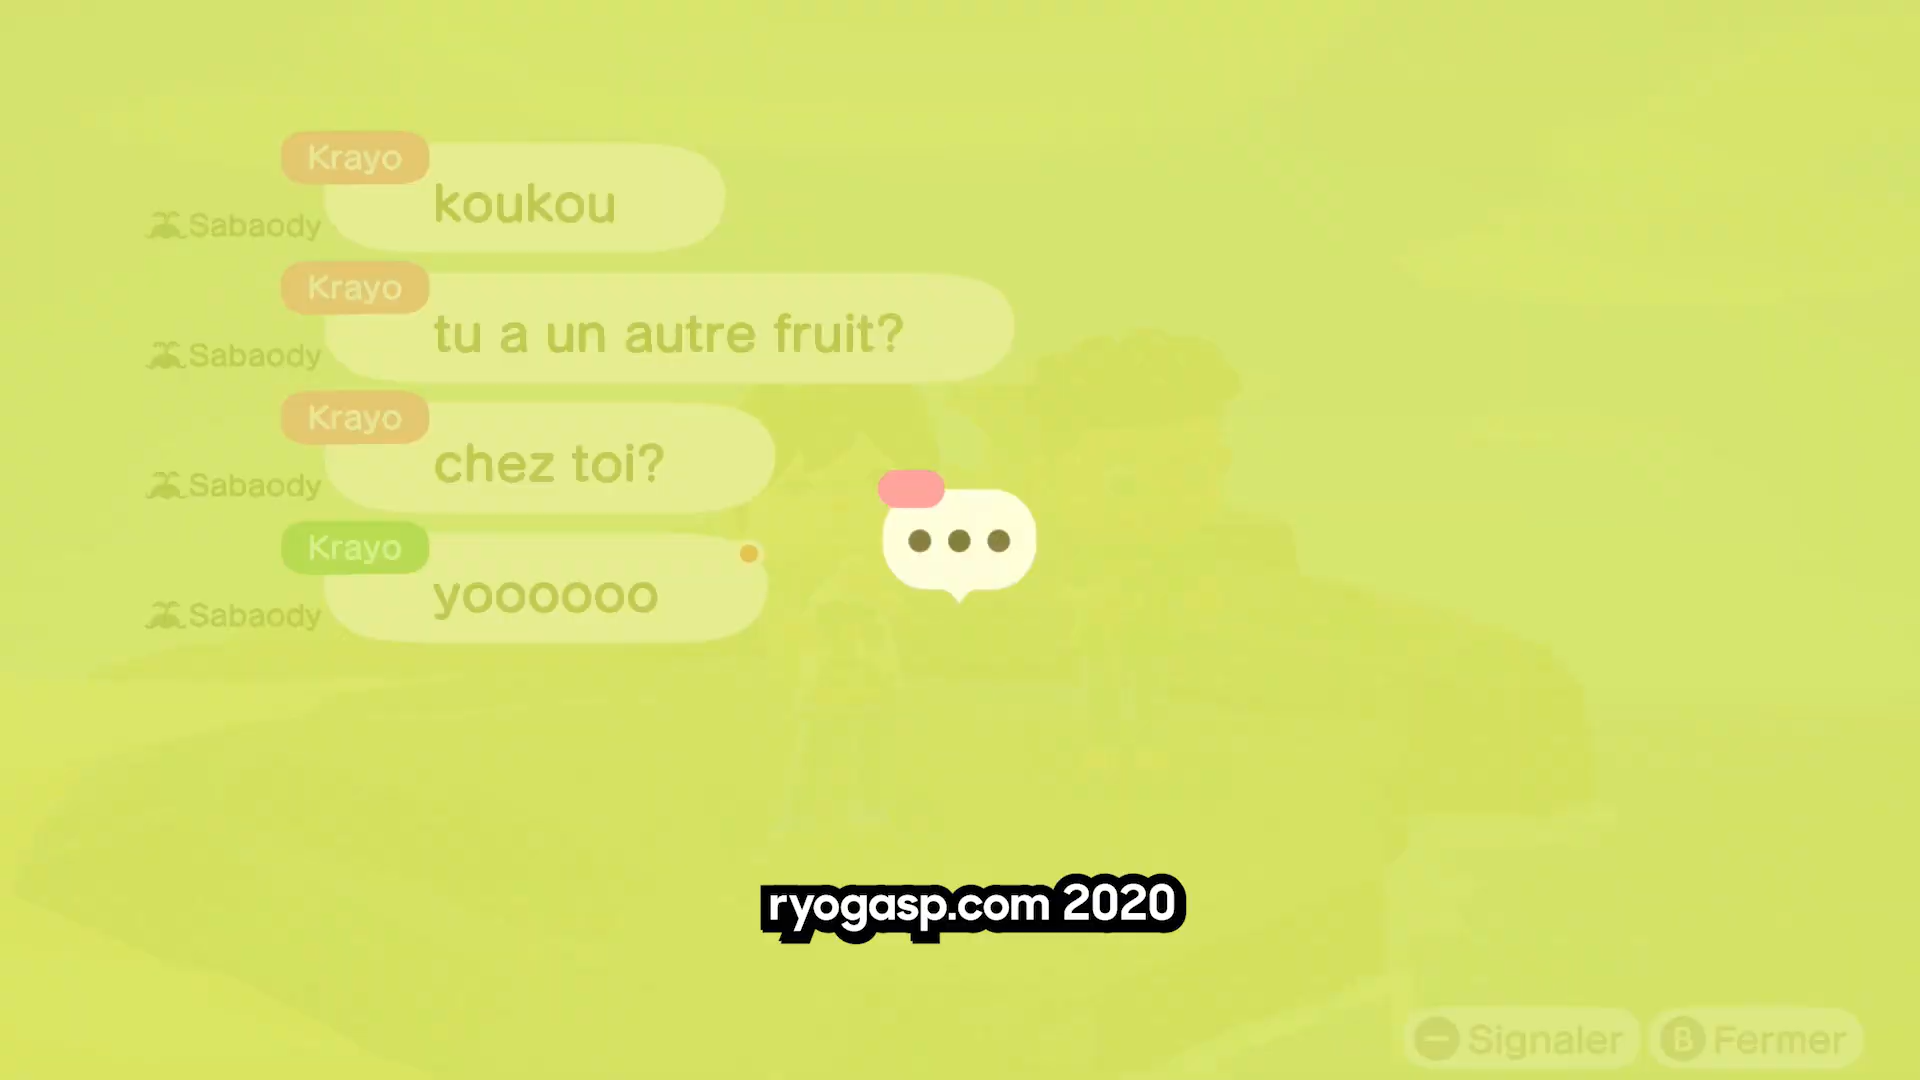 Krayo
koukou
Sabaody
Krayo
tu a un autre fruit?
Sabaody
Krayo
chez toi?
Sabaody
Krayo
yoooooo
Sabaody
ryogasp.com 2020
Signaler
B Fermer